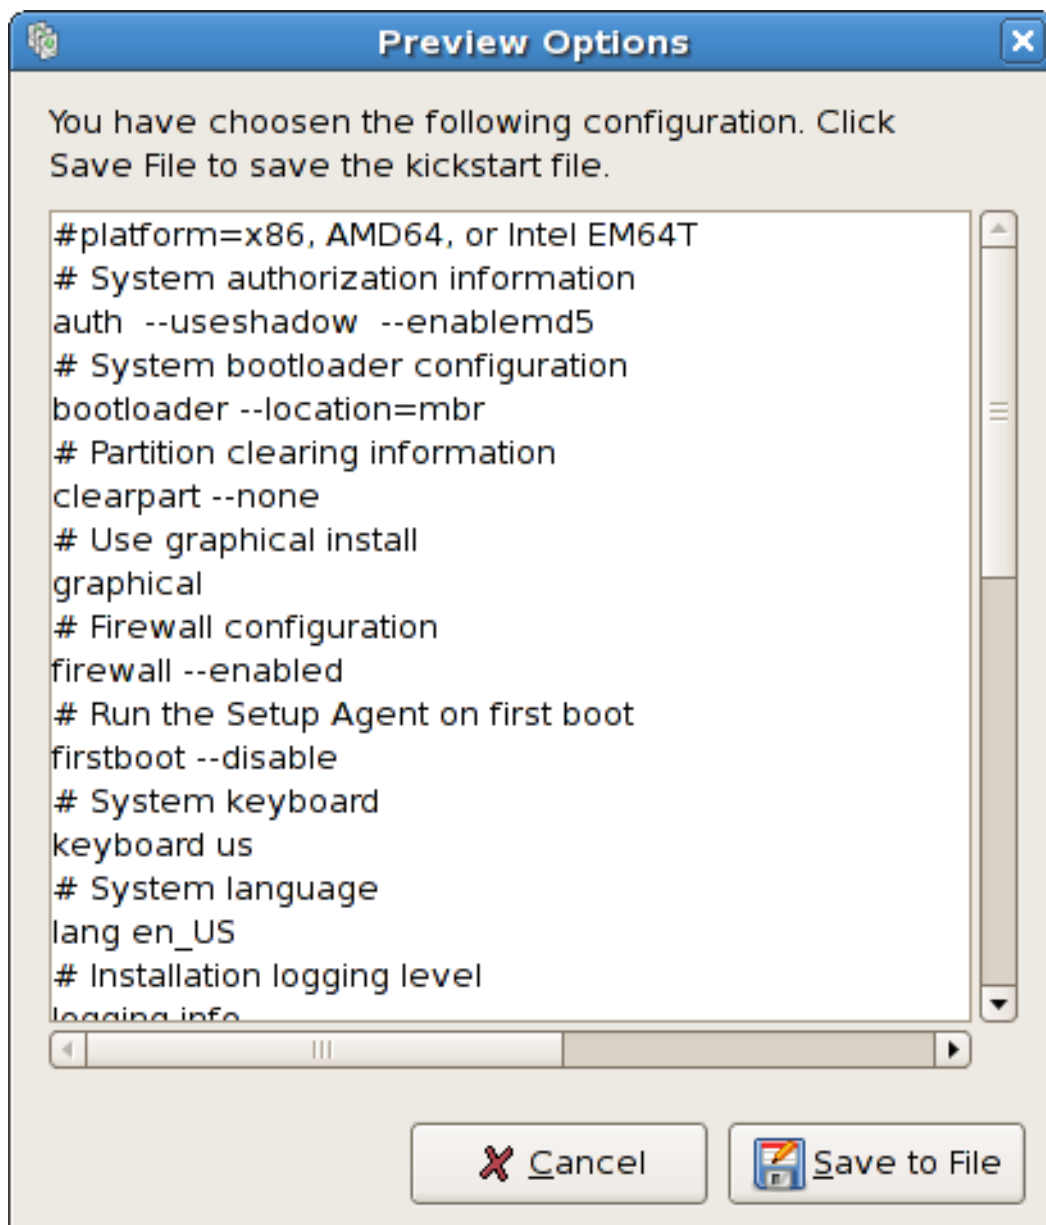 Preview Options
You have choosen the following configuration. Click
Save File to save the kickstart file.
#platform=x86, AMD64, or Intel EM64T
# System authorization information
auth  --useshadow  --enablemd5
# System bootloader configuration
bootloader --location=mbr
# Partition clearing information
clearpart --none
# Use graphical install
graphical
# Firewall configuration
firewall --enabled
# Run the Setup Agent on first boot
firstboot --disable
# System keyboard
keyboard us
# System language
lang en_US
# Installation logging level
logging info
Cancel
Save to File